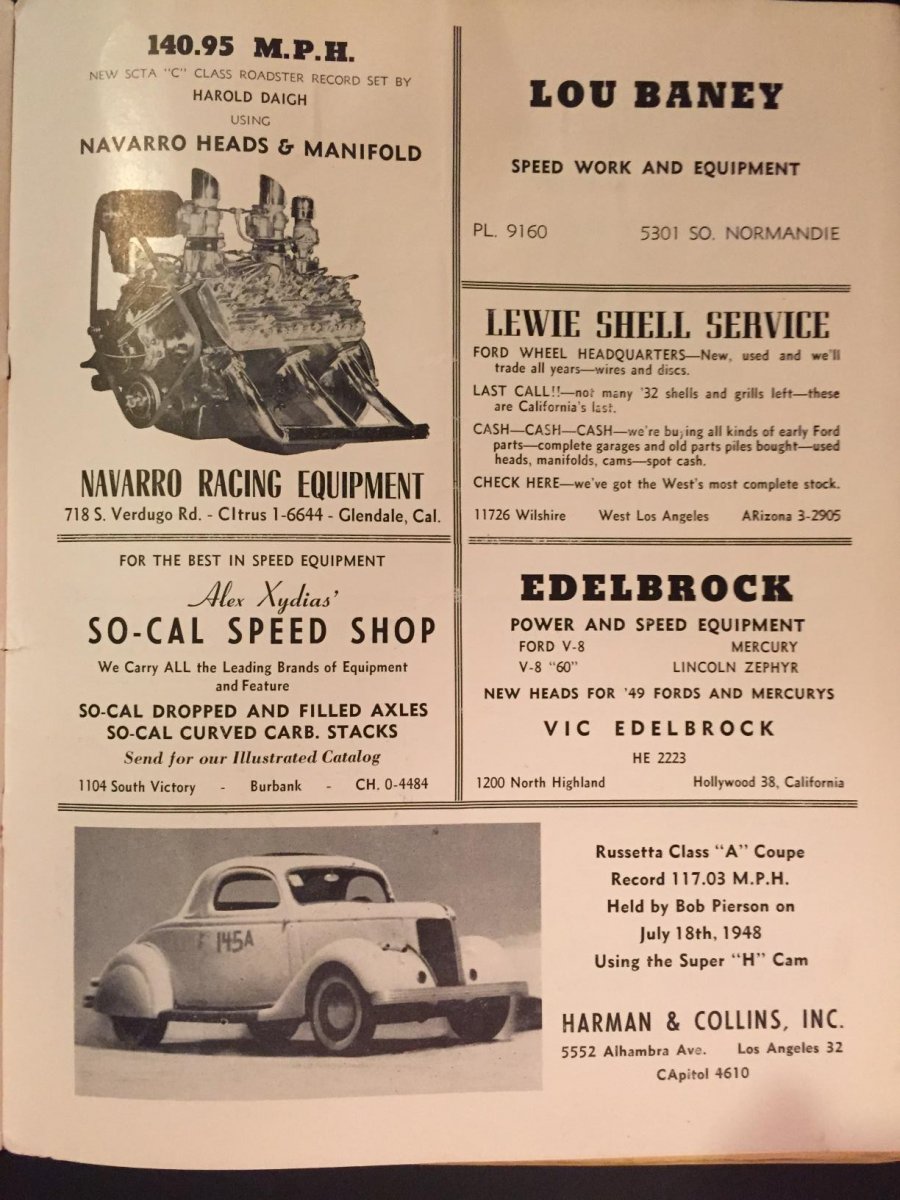 140.95 M.P.H.
NEW SCTA "C" CLASS ROADSTER RECORD SET BY
HAROLD DAIGH
USING
NAVARRO HEADS & MANIFOLD
NAVARRO RACING EQUIPMENT
718 S. Verdugo Rd. - CItrus 1-6644 - Glendale, Cal.
FOR THE BEST IN SPEED EQUIPMENT
Alex Xydias'
SO-CAL SPEED SHOP
We Carry ALL the Leading Brands of Equipment
and Feature
SO-CAL DROPPED AND FILLED AXLES
SO-CAL CURVED CARB. STACKS
Send for our Illustrated Catalog
1104 South Victory - Burbank - CH. 0-4484
LOU BANEY
SPEED WORK AND EQUIPMENT
PL. 9160 5301 SO. NORMANDIE
LEWIE SHELL SERVICE
FORD WHEEL HEADQUARTERS—New, used and we'll
trade all years—wires and discs.
LAST CALL!!—not many '32 shells and grills left—these
are California's last.
CASH—CASH—CASH—we're buying all kinds of early Ford
parts—complete garages and old parts piles bought—used
heads, manifolds, cams—spot cash.
CHECK HERE—we've got the West's most complete stock.
11726 Wilshire West Los Angeles ARizona 3-2905
EDELBROCK
POWER AND SPEED EQUIPMENT
FORD V-8 MERCURY
V-8 "60" LINCOLN ZEPHYR
NEW HEADS FOR '49 FORDS AND MERCURYS
VIC EDELBROCK
HE 2223
1200 North Highland Hollywood 38, California
145A
Russetta Class "A" Coupe
Record 117.03 M.P.H.
Held by Bob Pierson on
July 18th, 1948
Using the Super "H" Cam
HARMAN & COLLINS, INC.
5552 Alhambra Ave. Los Angeles 32
CApitol 4610